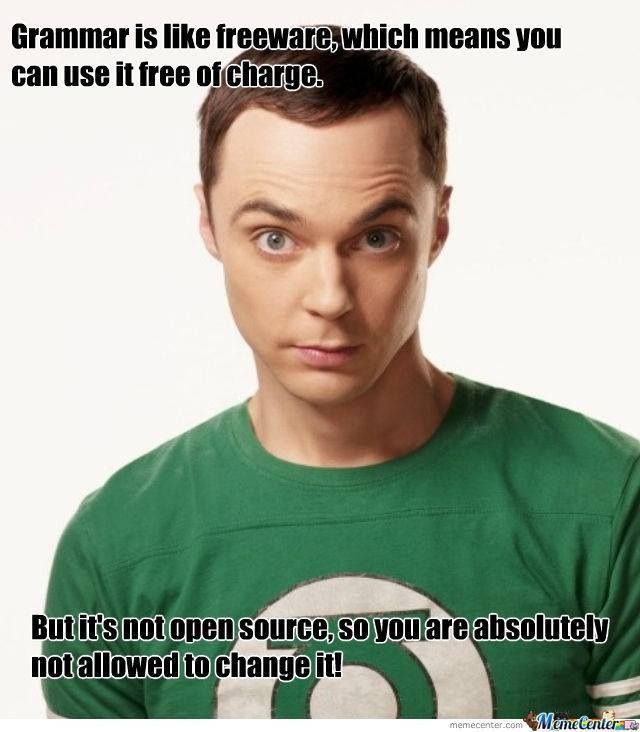 Grammar is like freeware, which means you
can use it free of charge.
But it's not open source, so you are absolutely
not allowed to change it!
memecenter.com MemeCenter